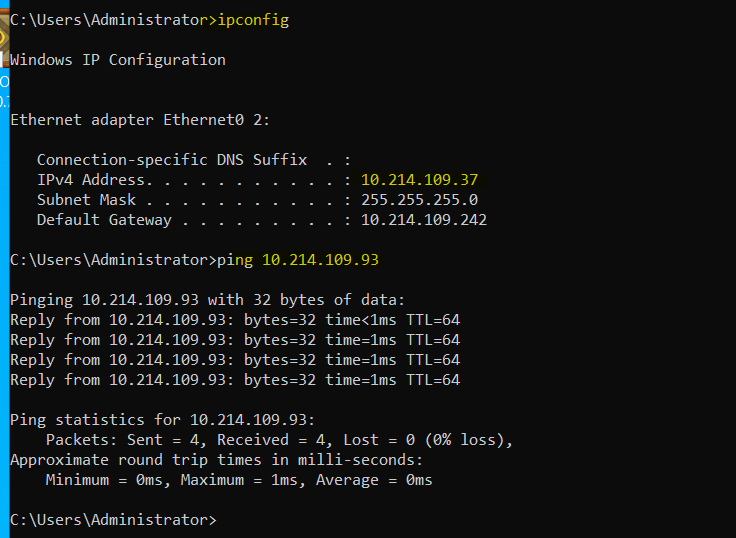 C:\Users\Administrator>ipconfig
Windows IP Configuration
Ethernet adapter Ethernet0 2:
Connection-specific DNS Suffix  . :
IPv4 Address. . . . . . . . . . . : 10.214.109.37
Subnet Mask . . . . . . . . . . . : 255.255.255.0
Default Gateway . . . . . . . . . : 10.214.109.242
C:\Users\Administrator>ping 10.214.109.93
Pinging 10.214.109.93 with 32 bytes of data:
Reply from 10.214.109.93: bytes=32 time<1ms TTL=64
Reply from 10.214.109.93: bytes=32 time=1ms TTL=64
Reply from 10.214.109.93: bytes=32 time=1ms TTL=64
Reply from 10.214.109.93: bytes=32 time=1ms TTL=64
Ping statistics for 10.214.109.93:
Packets: Sent = 4, Received = 4, Lost = 0 (0% loss),
Approximate round trip times in milli-seconds:
Minimum = 0ms, Maximum = 1ms, Average = 0ms
C:\Users\Administrator>